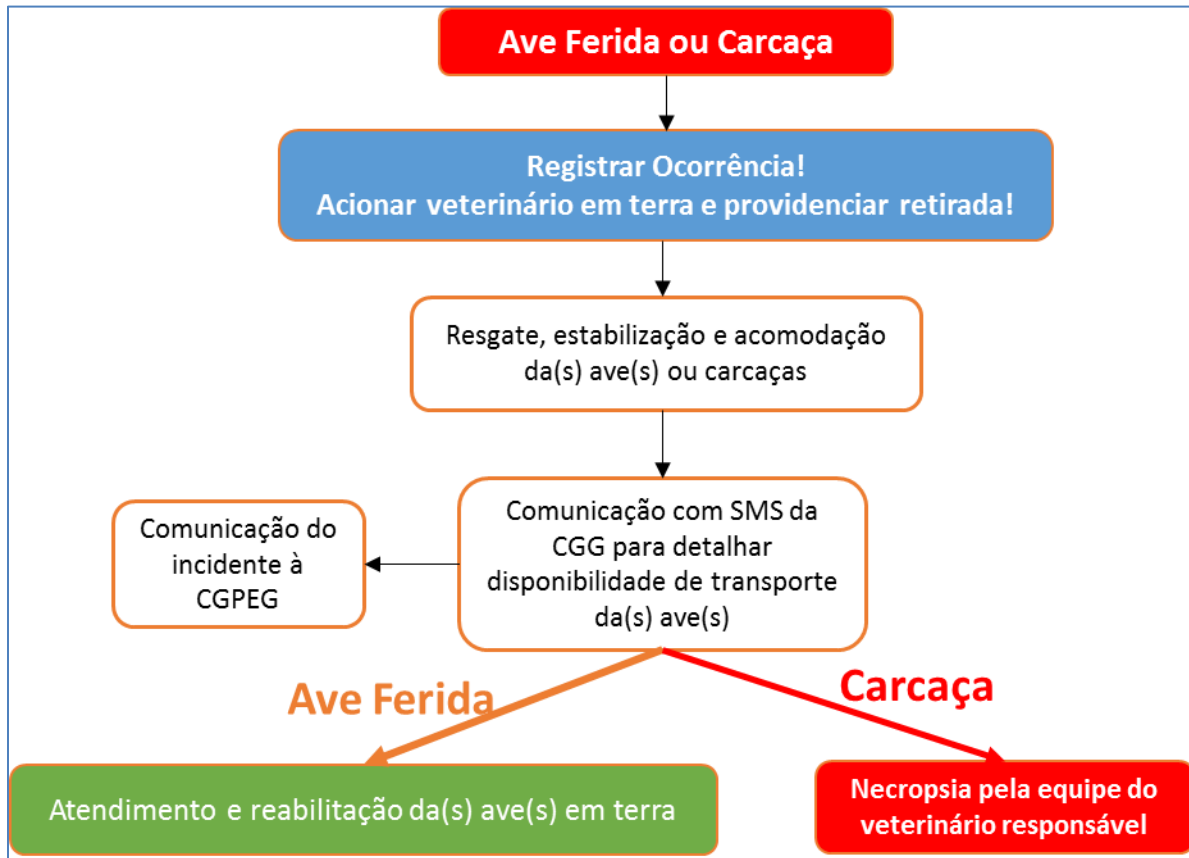 Ave Ferida ou Carcaça
Registrar Ocorrência!
Acionar veterinário em terra e providenciar retirada!
Resgate, estabilização e acomodação
da(s) ave(s) ou carcaças
Comunicação com SMS da
CGG para detalhar
disponibilidade de transporte
da(s) ave(s)
Comunicação do
incidente à
CGPEG
Ave Ferida
Carcaça
Atendimento e reabilitação da(s) ave(s) em terra
Necropsia pela equipe do
veterinário responsável